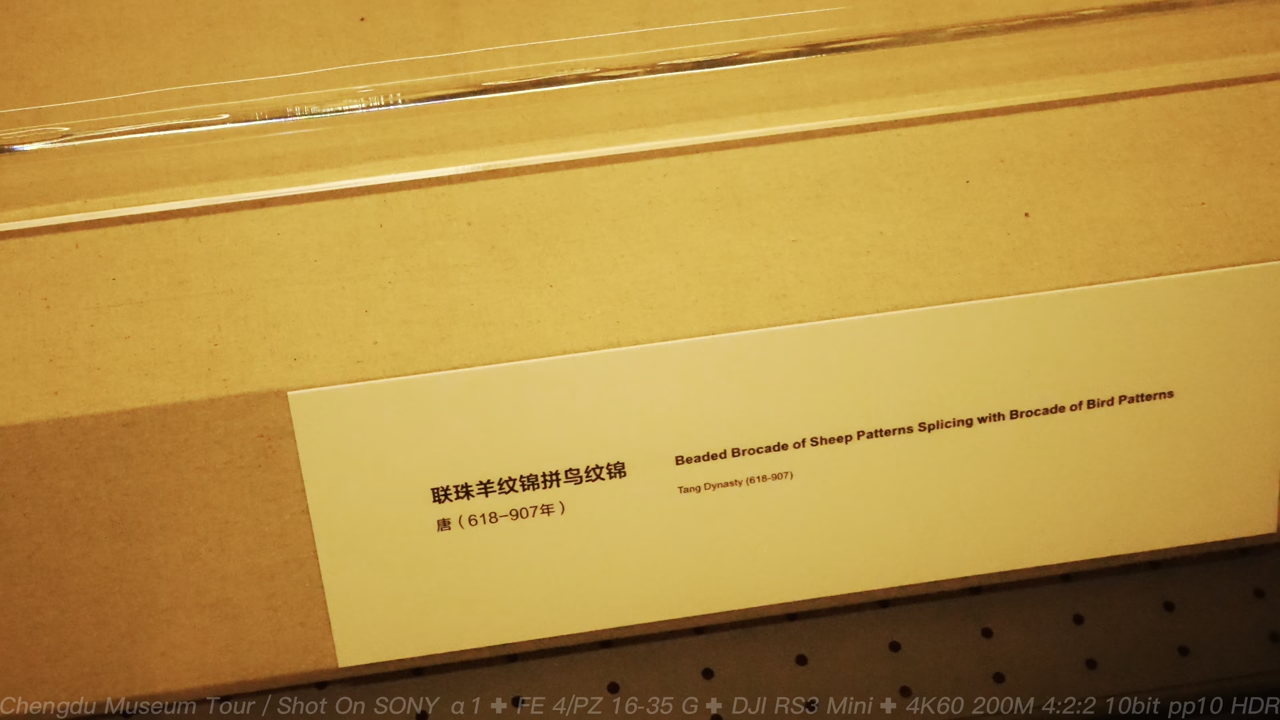 联珠羊纹锦拼鸟纹锦
唐（618-907年）
Beaded Brocade of Sheep Patterns Splicing with Brocade of Bird Patterns
Tang Dynasty (618-907)
Chengdu Museum Tour / Shot On SONY α1 ✚ FE 4/PZ 16-35 G ✚ DJI RS3 Mini ✚ 4K60 200M 4:2:2 10bit pp10 HDR